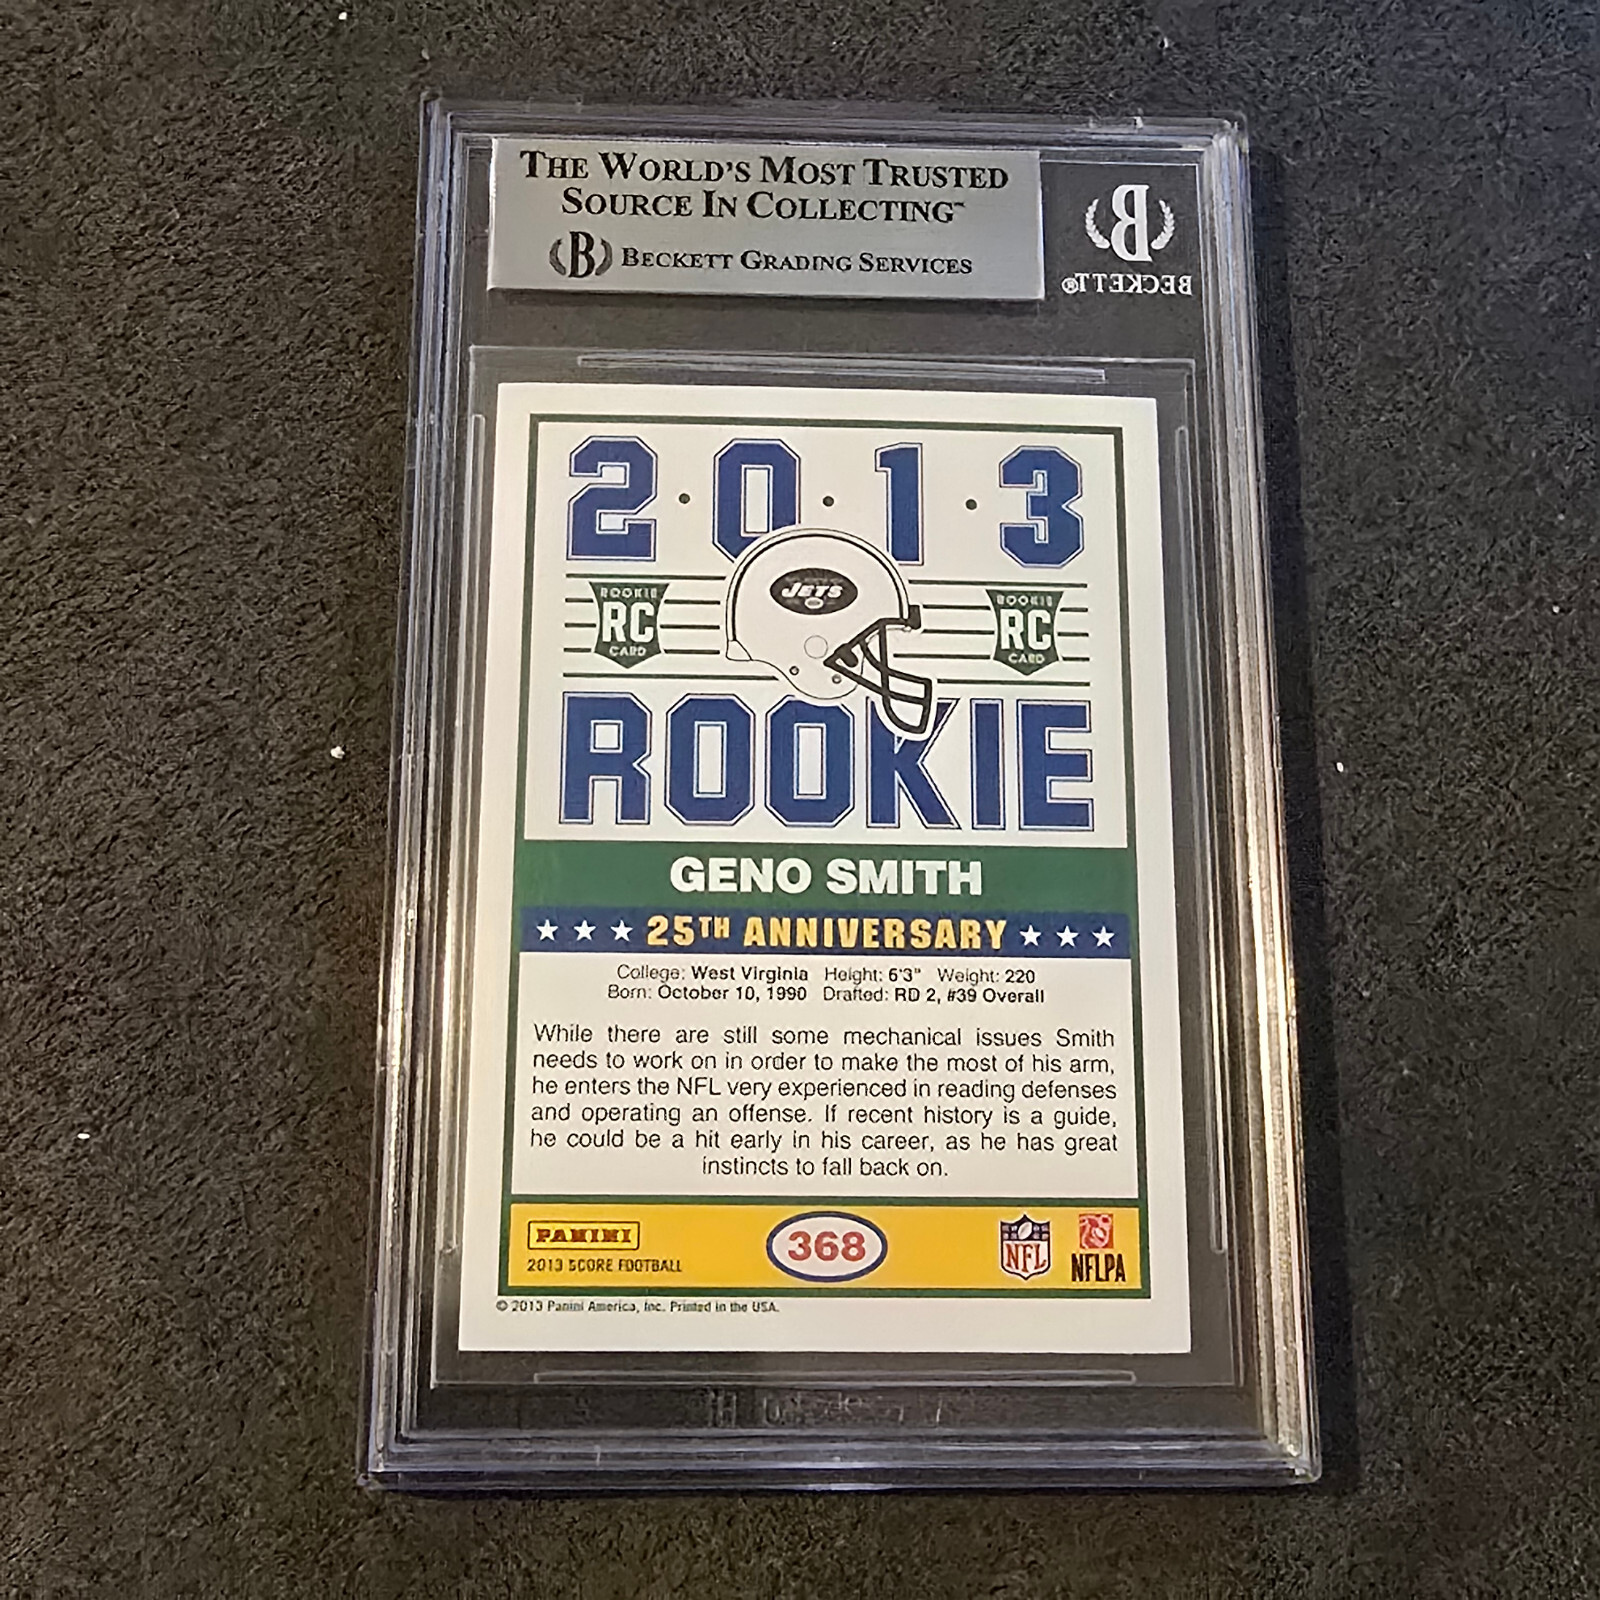 THE WORLD'S MOST TRUSTED
SOURCE IN COLLECTING™
B BECKETT GRADING SERVICES
B
BECKETT®
2·0·1·3
ROOKIE
RC
CARD
JETS
ROOKIE
RC
CARD
ROOKIE
GENO SMITH
25TH ANNIVERSARY
College: West Virginia Height: 6'3" Weight: 220
Born: October 10, 1990 Drafted: RD 2, #39 Overall
While there are still some mechanical issues Smith
needs to work on in order to make the most of his arm,
he enters the NFL very experienced in reading defenses
and operating an offense. If recent history is a guide,
he could be a hit early in his career, as he has great
instincts to fall back on.
PANINI
2013 SCORE FOOTBALL
368
NFL
NFLPA
© 2013 Panini America, Inc. Printed in the USA.